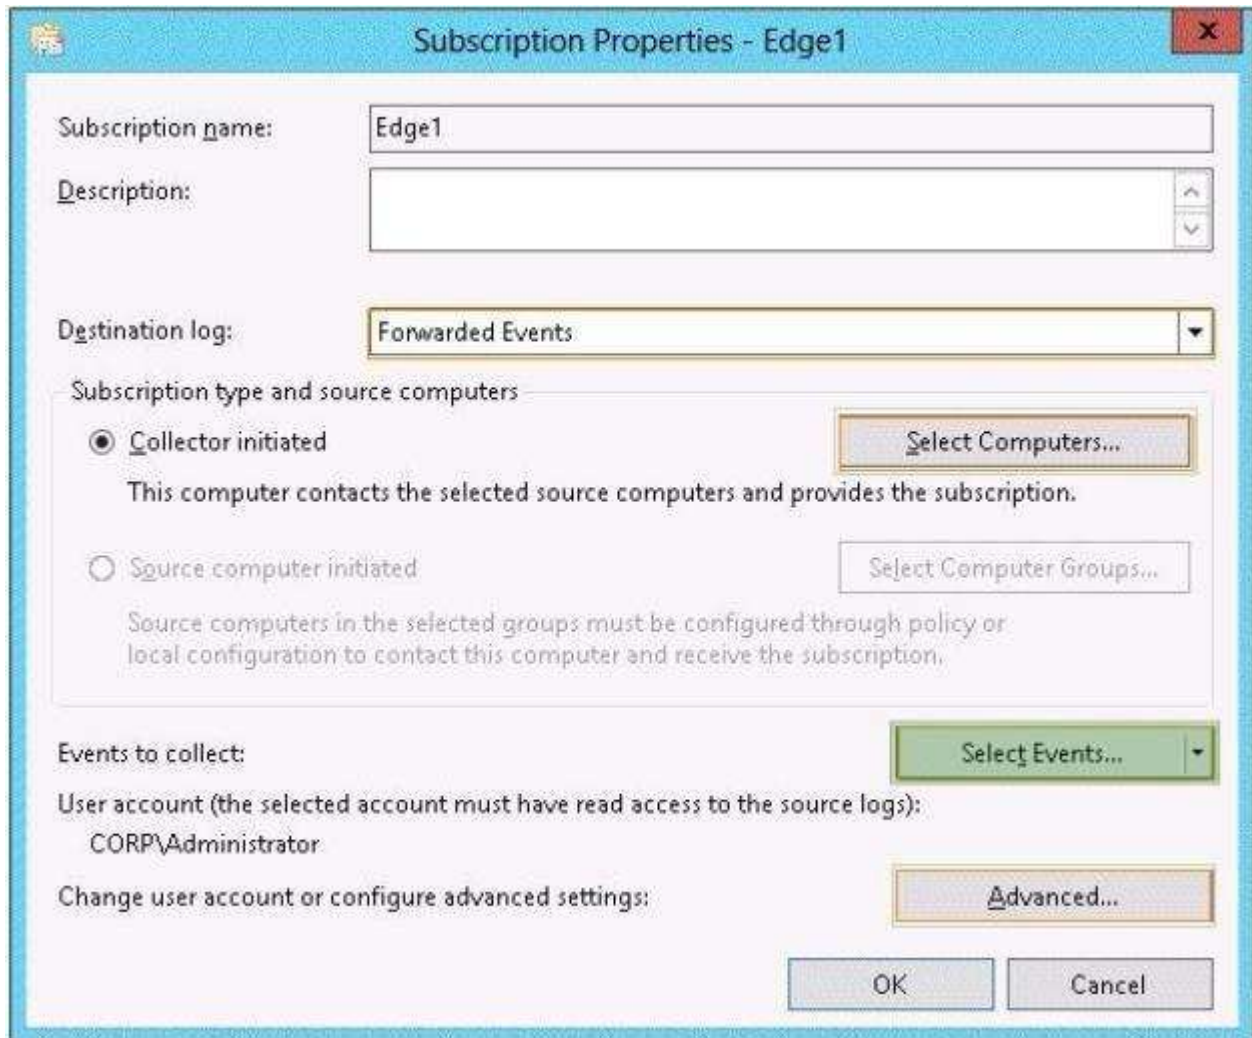 Subscription Properties - Edge1
x
Subscription name:
Edge1
Description:
Destination log:
Forwarded Events
Subscription type and source computers
Collector initiated
Select Computers...
This computer contacts the selected source computers and provides the subscription.
Source computer initiated
Select Computer Groups...
Source computers in the selected groups must be configured through policy or
local configuration to contact this computer and receive the subscription.
Events to collect:
Select Events...
User account (the selected account must have read access to the source logs):
CORP\Administrator
Change user account or configure advanced settings:
Advanced...
OK
Cancel